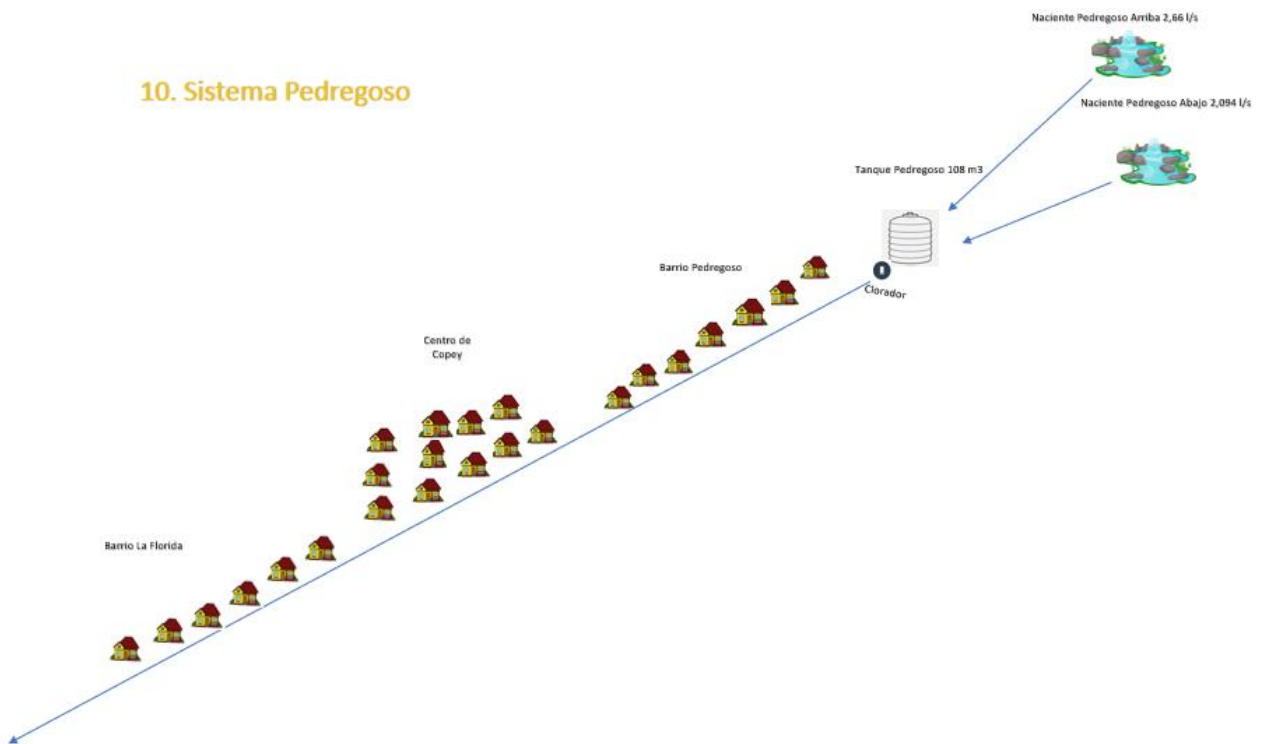 Naciente Pedregoso Arriba 2,66 l/s
10. Sistema Pedregoso
Naciente Pedregoso Abajo 2,094 l/s
Tanque Pedregoso 108 m3
Barrio Pedregoso
Clorador
Centro de
Copey
Barrio La Florida